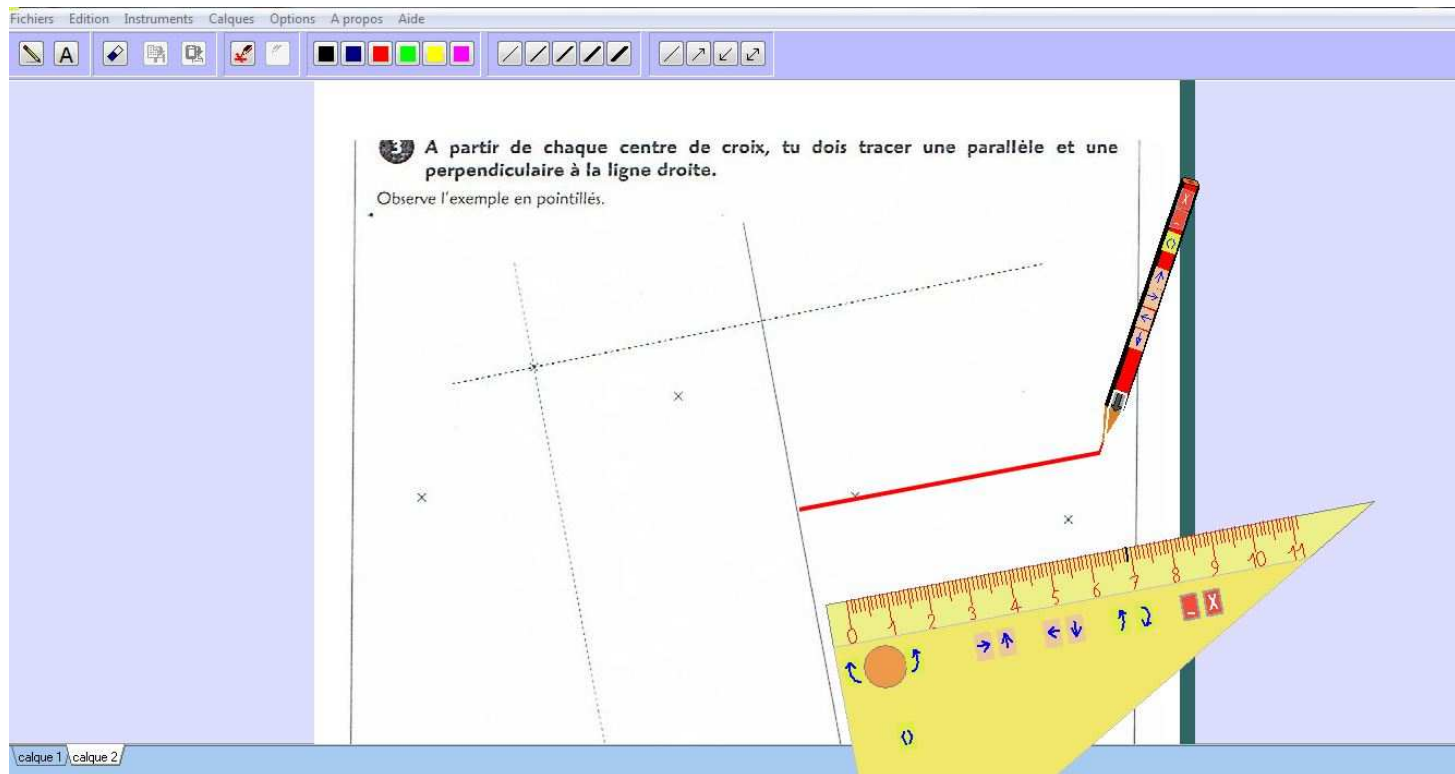 Fichiers Edition Instruments Calques Options A propos Aide
A
3 A partir de chaque centre de croix, tu dois tracer une parallèle et une
perpendiculaire à la ligne droite.
Observe l'exemple en pointillés.
X
_
0 1 2 3 4 5 6 7 8 9 10 11
_ X
calque 1 calque 2